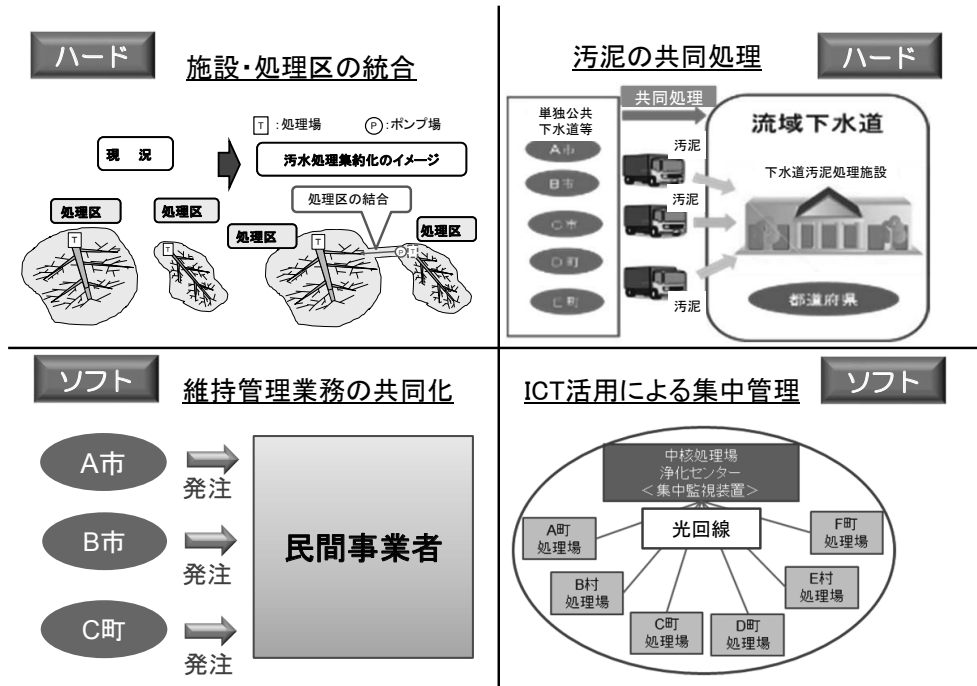 ハード
施設・処理区の統合
T:処理場
P:ポンプ場
現 況
汚水処理集約化のイメージ
処理区の結合
処理区
処理区
処理区
処理区
T
T
T
P
T
汚泥の共同処理
ハード
共同処理
単独公共
下水道等
A市
B市
C市
D町
E町
汚泥
汚泥
汚泥
流域下水道
下水道汚泥処理施設
都道府県
ソフト
維持管理業務の共同化
A市
発注
B市
発注
C町
発注
民間事業者
ICT活用による集中管理
ソフト
中核処理場
浄化センター
<集中監視装置>
光回線
A町
処理場
B村
処理場
C町
処理場
D町
処理場
E村
処理場
F町
処理場